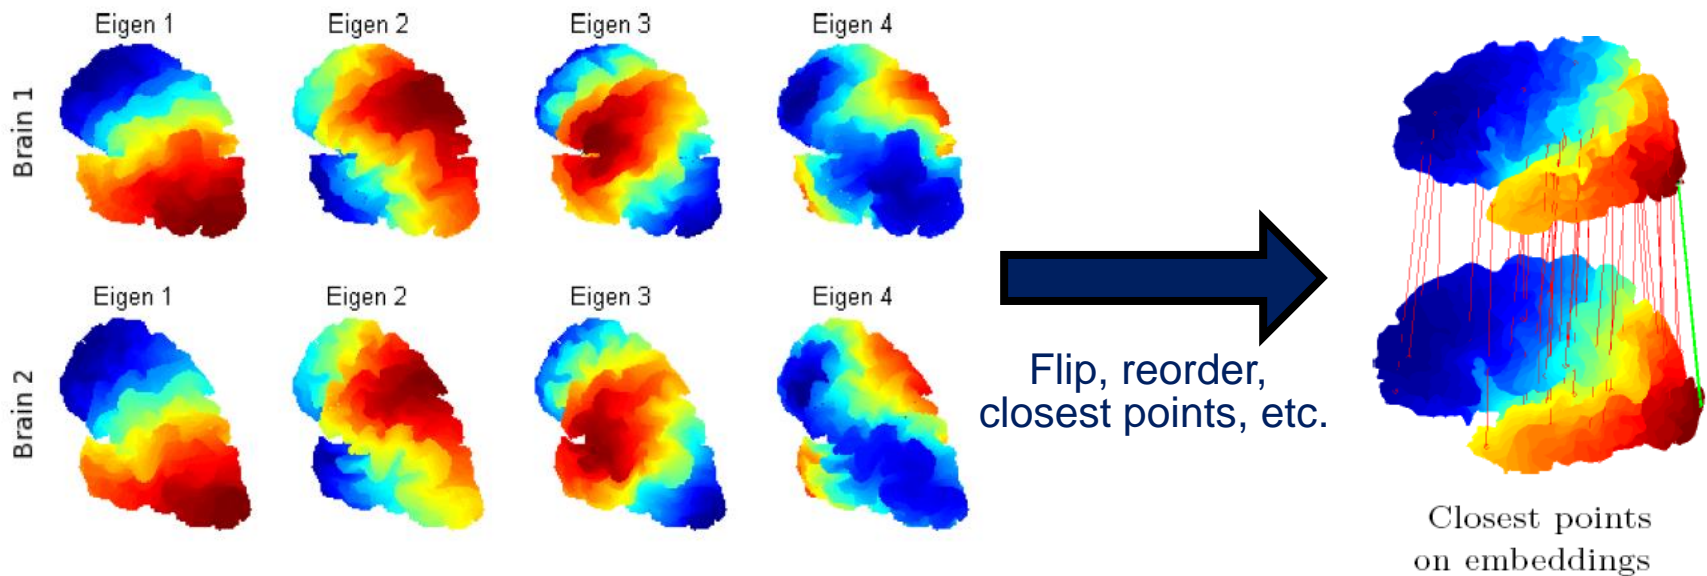 Eigen 1 Eigen 2 Eigen 3 Eigen 4
Brain 1
Eigen 1 Eigen 2 Eigen 3 Eigen 4
Brain 2
Flip, reorder,
closest points, etc.
Closest points
on embeddings